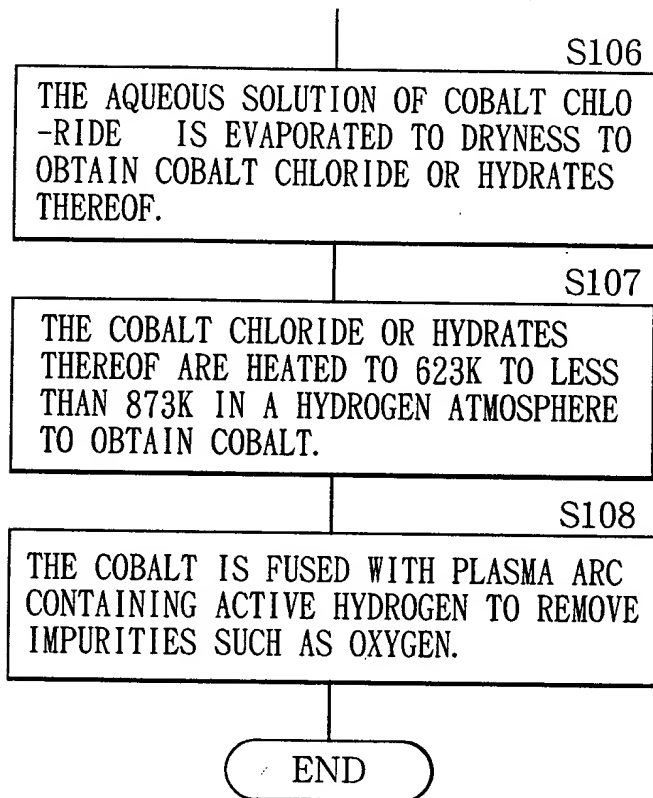 S106
THE AQUEOUS SOLUTION OF COBALT CHLO
-RIDE IS EVAPORATED TO DRYNESS TO
OBTAIN COBALT CHLORIDE OR HYDRATES
THEREOF.
S107
THE COBALT CHLORIDE OR HYDRATES
THEREOF ARE HEATED TO 623K TO LESS
THAN 873K IN A HYDROGEN ATMOSPHERE
TO OBTAIN COBALT.
S108
THE COBALT IS FUSED WITH PLASMA ARC
CONTAINING ACTIVE HYDROGEN TO REMOVE
IMPURITIES SUCH AS OXYGEN.
END